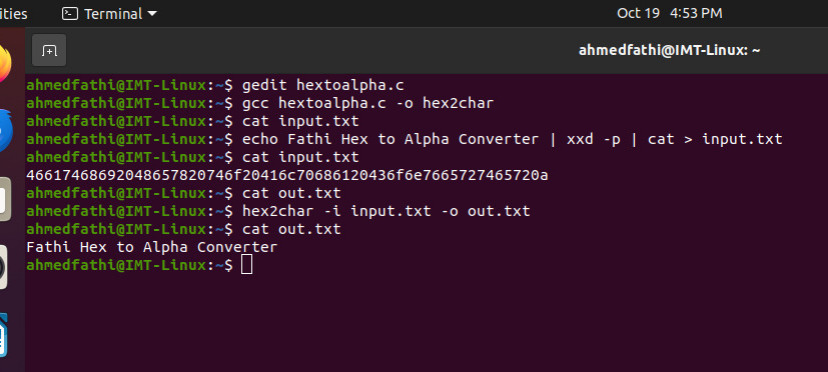 ities
Terminal
Oct 19 4:53 PM
ahmedfathi@IMT-Linux: ~
ahmedfathi@IMT-Linux:~$ gedit hextoalpha.c
ahmedfathi@IMT-Linux:~$ gcc hextoalpha.c -o hex2char
ahmedfathi@IMT-Linux:~$ cat input.txt
ahmedfathi@IMT-Linux:~$ echo Fathi Hex to Alpha Converter | xxd -p | cat > input.txt
ahmedfathi@IMT-Linux:~$ cat input.txt
46617468692048657820746f20416c70686120436f6e7665727465720a
ahmedfathi@IMT-Linux:~$ cat out.txt
ahmedfathi@IMT-Linux:~$ hex2char -i input.txt -o out.txt
ahmedfathi@IMT-Linux:~$ cat out.txt
Fathi Hex to Alpha Converter
ahmedfathi@IMT-Linux:~$